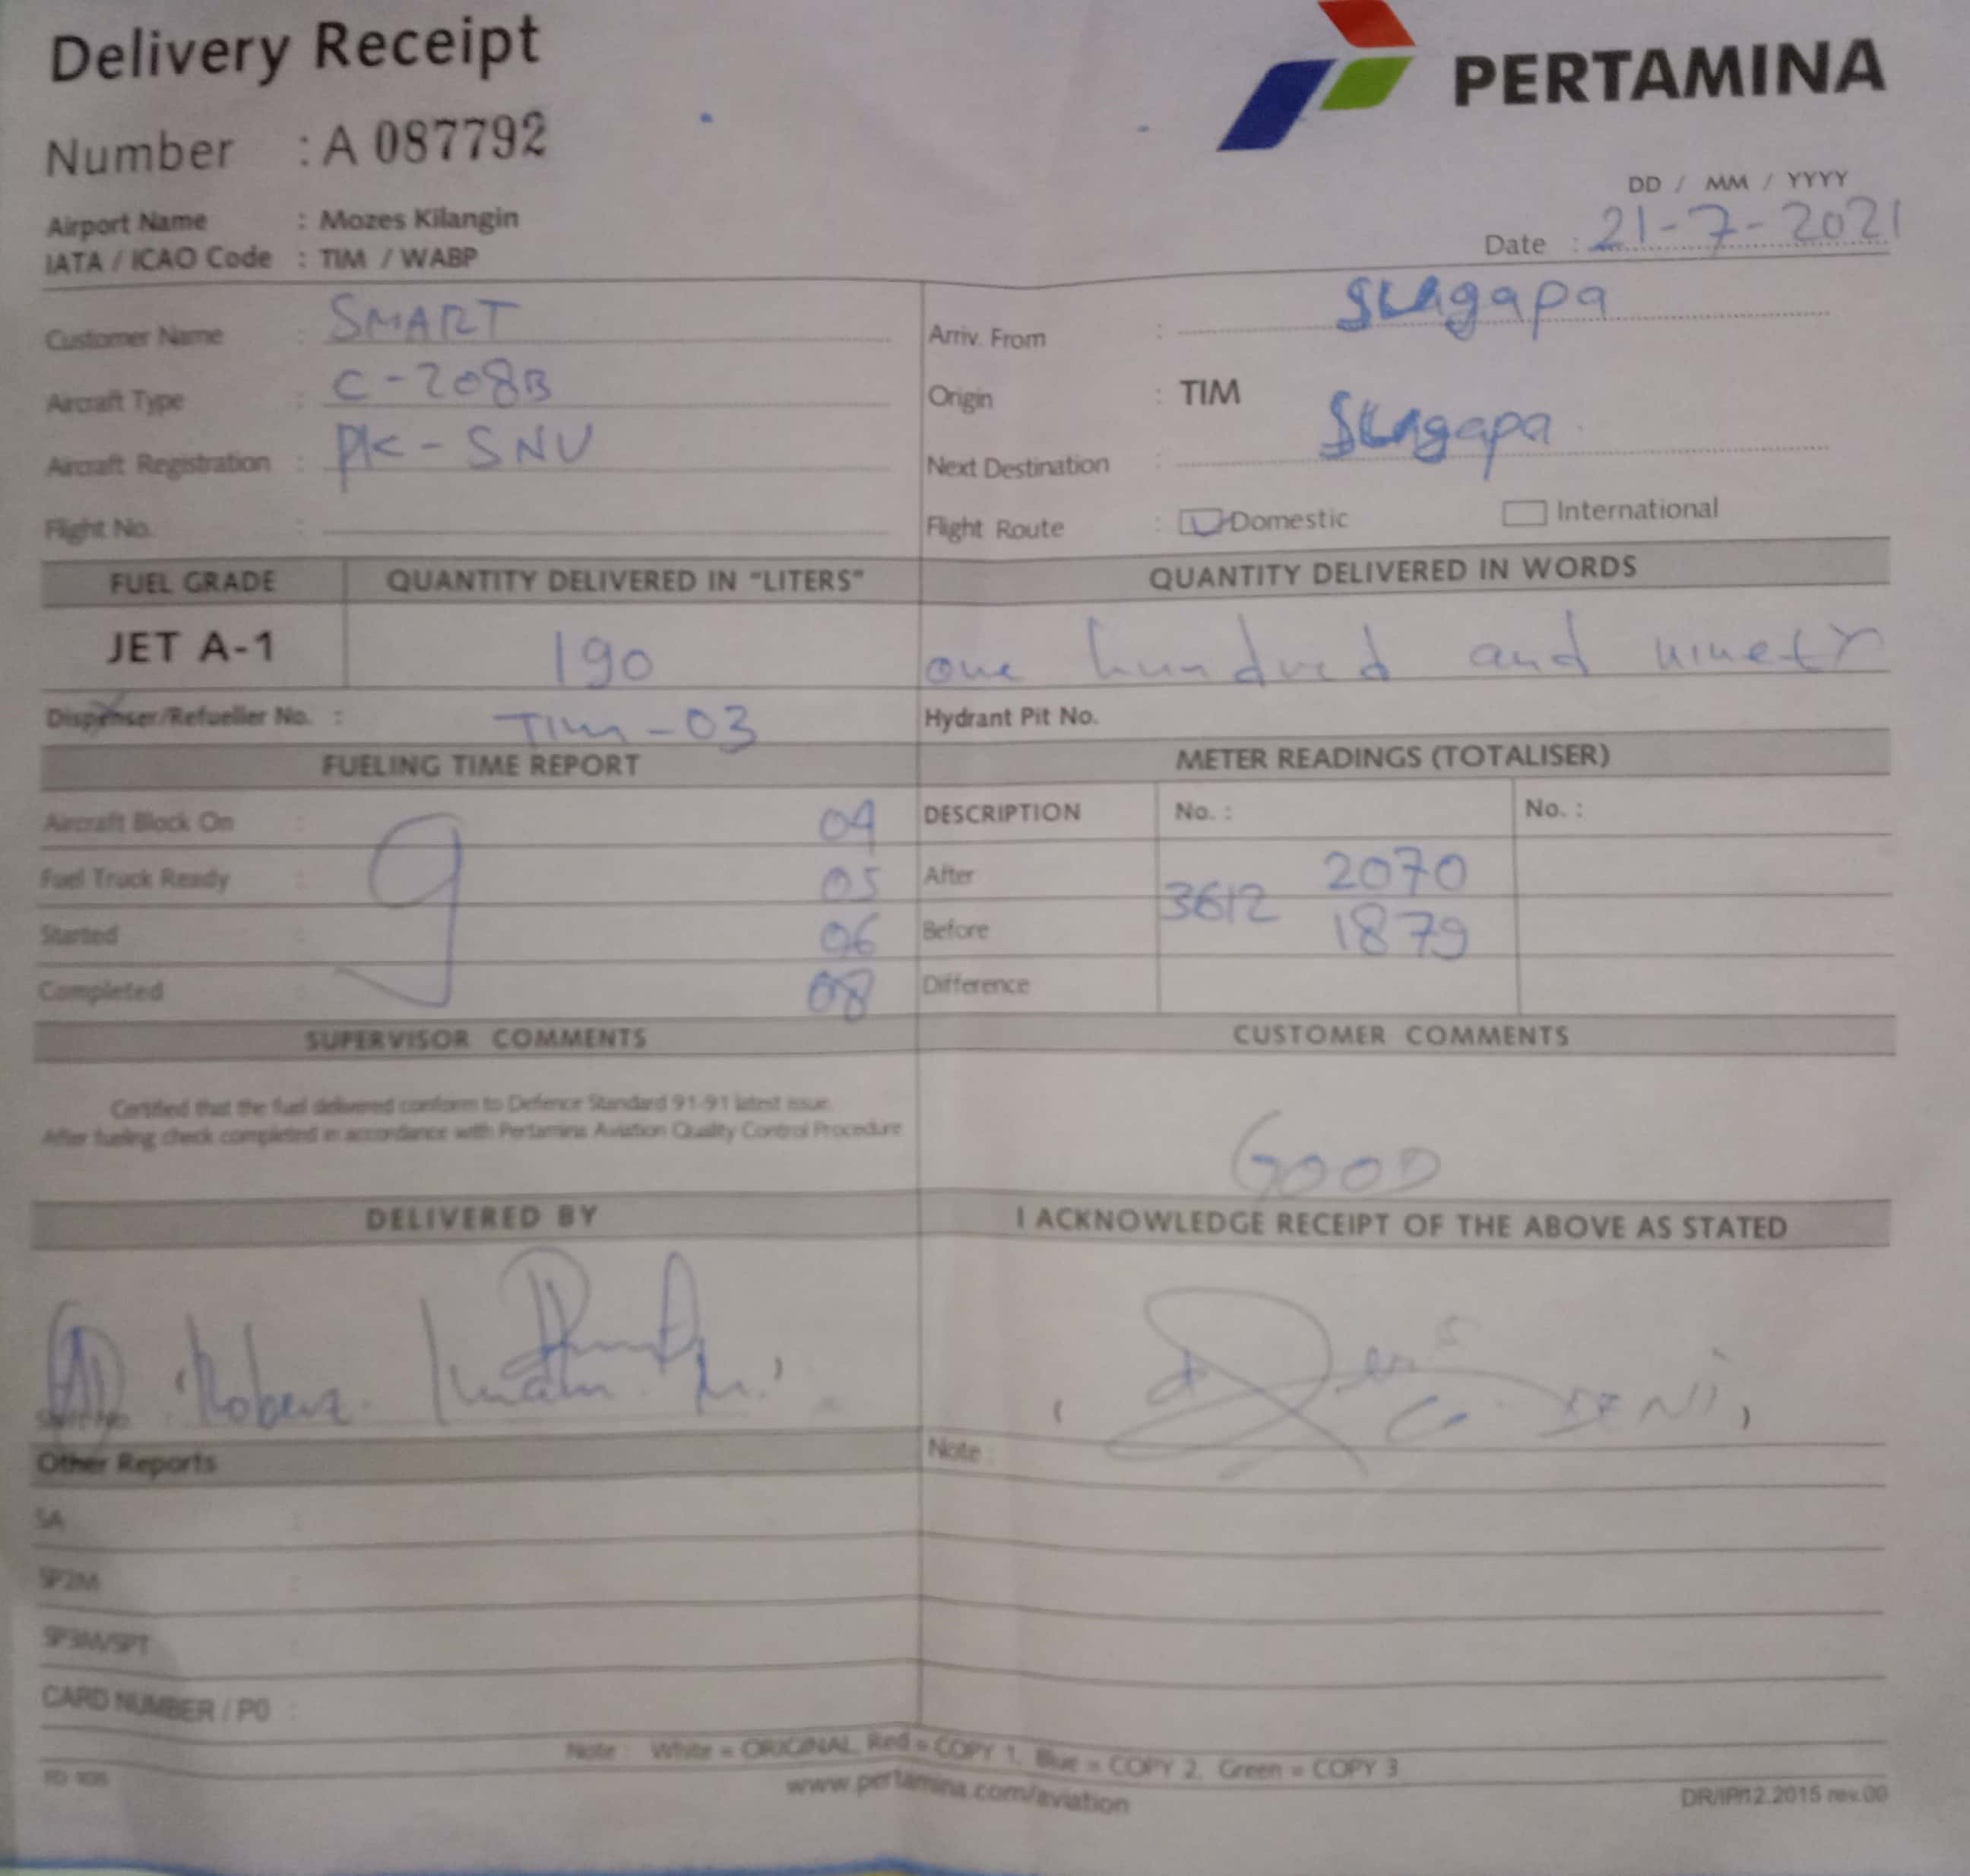 Delivery Receipt
PERTAMINA
Number : A 087792
DD / MM / YYYY
Airport Name : Mozes Kilangin
Date : 21-7-2021
IATA / ICAO Code : TIM / WABP
Customer Name : SMART
Arriv. From :
Aircraft Type : C-208B
Origin : TIM
Aircraft Registration : PK-SNU
Next Destination :
Flight No. :
Flight Route : Domestic International
FUEL GRADE QUANTITY DELIVERED IN "LITERS" QUANTITY DELIVERED IN WORDS
JET A-1 190 one hundred and ninety
Dispenser/Refueller No. : TIM-03 Hydrant Pit No.
FUELING TIME REPORT METER READINGS (TOTALISER)
Aircraft Block On : 9 04 DESCRIPTION No. : No. :
Fuel Truck Ready : 05 After 3612 2070
Started : 06 Before 1879
Completed : 08 Difference
SUPERVISOR COMMENTS CUSTOMER COMMENTS
Certified that the fuel delivered conform to Defence Standard 91-91 latest issue.
After fueling check completed in accordance with Pertamina Aviation Quality Control Procedure
GOOD
DELIVERED BY I ACKNOWLEDGE RECEIPT OF THE ABOVE AS STATED
DENI
Other Reports Note :
SA :
SP2M :
SP3M/SPT :
CARD NUMBER / PO :
Note : White = ORIGINAL, Red = COPY 1, Blue = COPY 2, Green = COPY 3
www.pertamina.com/aviation
DR/IP/12.2015 rev.00